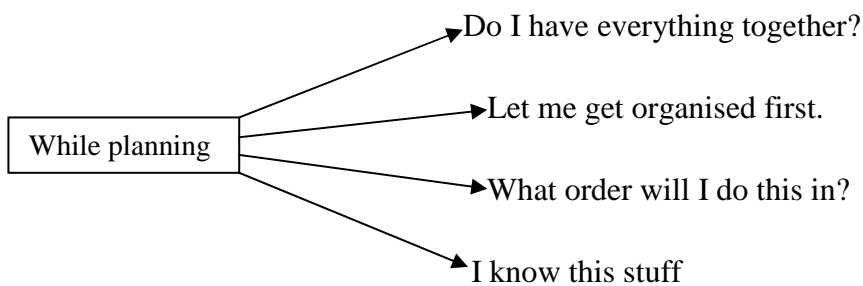 Do I have everything together?
Let me get organised first.
While planning
What order will I do this in?
I know this stuff